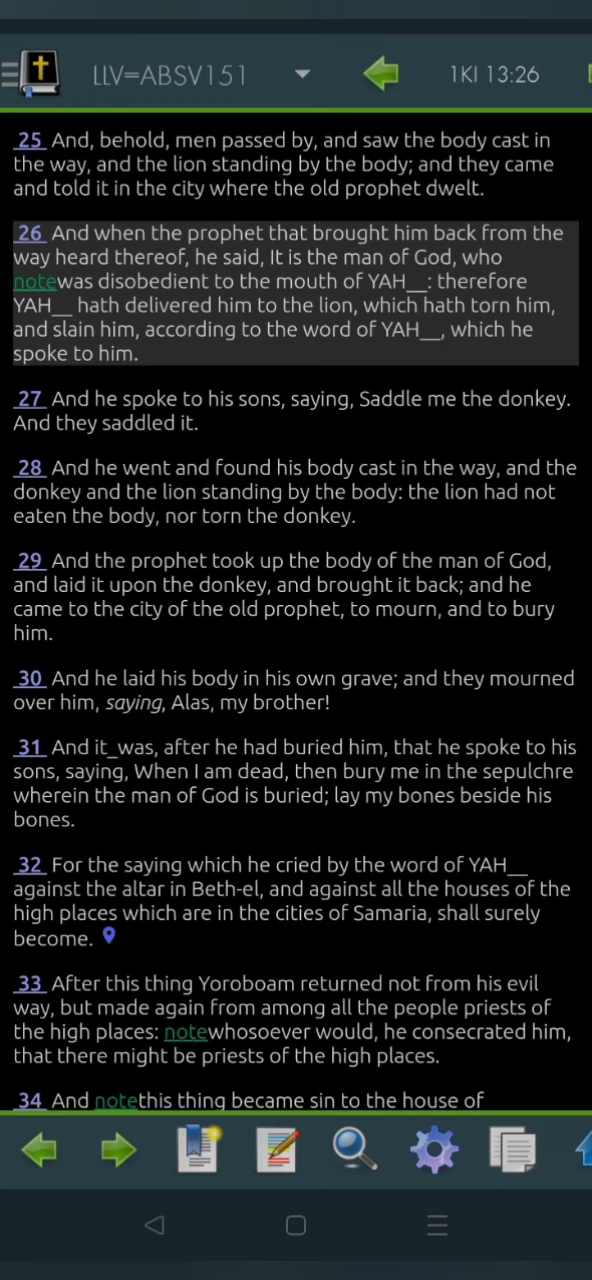 LLV=ABSV151
1KI 13:26
25 And, behold, men passed by, and saw the body cast in
the way, and the lion standing by the body; and they came
and told it in the city where the old prophet dwelt.
26 And when the prophet that brought him back from the
way heard thereof, he said, It is the man of God, who
notewas disobedient to the mouth of YAH__: therefore
YAH__ hath delivered him to the lion, which hath torn him,
and slain him, according to the word of YAH__, which he
spoke to him.
27 And he spoke to his sons, saying, Saddle me the donkey.
And they saddled it.
28 And he went and found his body cast in the way, and the
donkey and the lion standing by the body: the lion had not
eaten the body, nor torn the donkey.
29 And the prophet took up the body of the man of God,
and laid it upon the donkey, and brought it back; and he
came to the city of the old prophet, to mourn, and to bury
him.
30 And he laid his body in his own grave; and they mourned
over him, saying, Alas, my brother!
31 And it_was, after he had buried him, that he spoke to his
sons, saying, When I am dead, then bury me in the sepulchre
wherein the man of God is buried; lay my bones beside his
bones.
32 For the saying which he cried by the word of YAH__
against the altar in Beth-el, and against all the houses of the
high places which are in the cities of Samaria, shall surely
become.
33 After this thing Yoroboam returned not from his evil
way, but made again from among all the people priests of
the high places: notewhosoever would, he consecrated him,
that there might be priests of the high places.
34 And notethis thing became sin to the house of